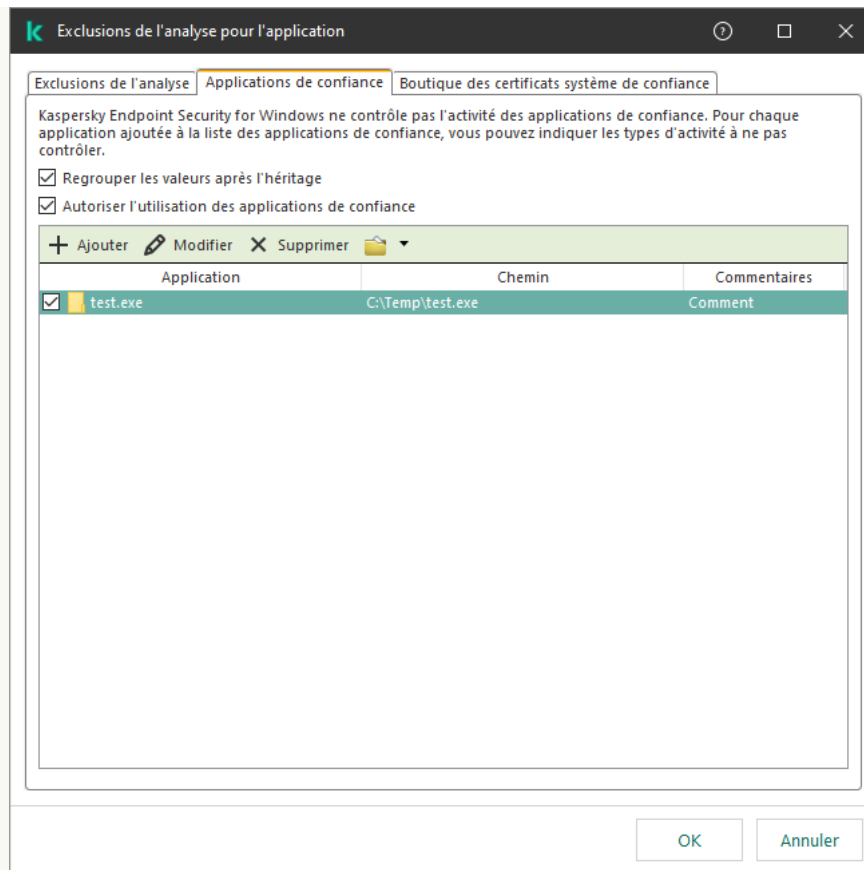 Exclusions de l'analyse pour l'application
Exclusions de l'analyse Applications de confiance Boutique des certificats système de confiance
Kaspersky Endpoint Security for Windows ne contrôle pas l'activité des applications de confiance. Pour chaque
application ajoutée à la liste des applications de confiance, vous pouvez indiquer les types d'activité à ne pas
contrôler.
Regrouper les valeurs après l'héritage
Autoriser l'utilisation des applications de confiance
Ajouter Modifier Supprimer
Application Chemin Commentaires
test.exe C:\Temp\test.exe Comment
OK Annuler